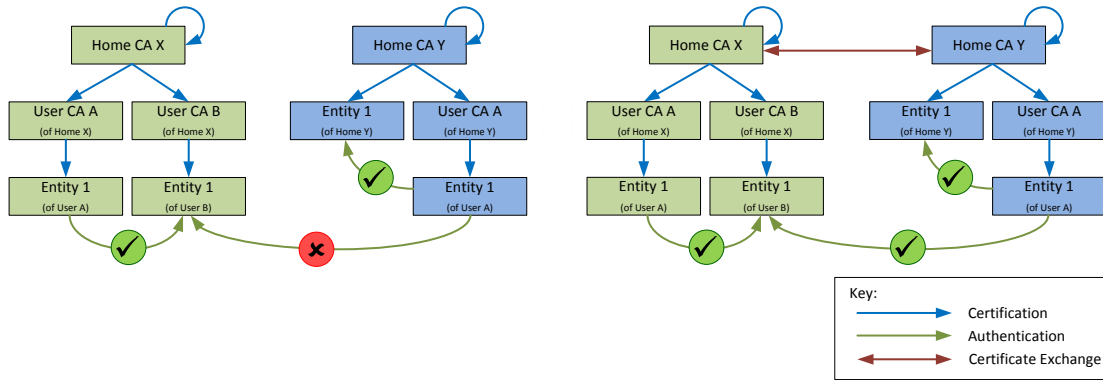 Home CA X
Home CA Y
User CA A
(of Home X)
User CA B
(of Home X)
Entity 1
(of Home Y)
User CA A
(of Home Y)
Entity 1
(of User A)
Entity 1
(of User B)
Entity 1
(of User A)
Home CA X
Home CA Y
User CA A
(of Home X)
User CA B
(of Home X)
Entity 1
(of Home Y)
User CA A
(of Home Y)
Entity 1
(of User A)
Entity 1
(of User B)
Entity 1
(of User A)
Key:
Certification
Authentication
Certificate Exchange